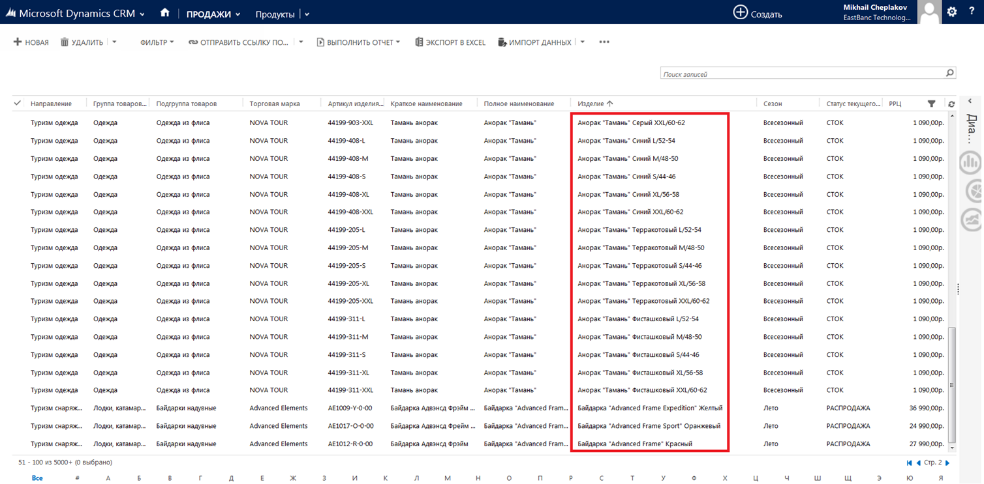 Microsoft Dynamics CRM ПРОДАЖИ Продукты Создать Mikhail Cheplakov
EastBanc Technolog... ?
НОВАЯ УДАЛИТЬ ФИЛЬТР ОТПРАВИТЬ ССЫЛКУ ПО... ВЫПОЛНИТЬ ОТЧЕТ ЭКСПОРТ В EXCEL ИМПОРТ ДАННЫХ ...
Поиск записей
Направление Группа товаров... Подгруппа товаров Торговая марка Артикул изделия... Краткое наименование Полное наименование Изделие Сезон Статус текущего... РРЦ
Туризм одежда Одежда Одежда из флиса NOVA TOUR 44199-903-XXL Тамань анорак Анорак "Тамань" Анорак "Тамань" Серый XXL/60-62 Всесезонный СТОК 1 090,00р.
Туризм одежда Одежда Одежда из флиса NOVA TOUR 44199-408-L Тамань анорак Анорак "Тамань" Анорак "Тамань" Синий L/52-54 Всесезонный СТОК 1 090,00р.
Туризм одежда Одежда Одежда из флиса NOVA TOUR 44199-408-M Тамань анорак Анорак "Тамань" Анорак "Тамань" Синий M/48-50 Всесезонный СТОК 1 090,00р.
Туризм одежда Одежда Одежда из флиса NOVA TOUR 44199-408-S Тамань анорак Анорак "Тамань" Анорак "Тамань" Синий S/44-46 Всесезонный СТОК 1 090,00р.
Туризм одежда Одежда Одежда из флиса NOVA TOUR 44199-408-XL Тамань анорак Анорак "Тамань" Анорак "Тамань" Синий XL/56-58 Всесезонный СТОК 1 090,00р.
Туризм одежда Одежда Одежда из флиса NOVA TOUR 44199-408-XXL Тамань анорак Анорак "Тамань" Анорак "Тамань" Синий XXL/60-62 Всесезонный СТОК 1 090,00р.
Туризм одежда Одежда Одежда из флиса NOVA TOUR 44199-205-L Тамань анорак Анорак "Тамань" Анорак "Тамань" Терракотовый L/52-54 Всесезонный СТОК 1 090,00р.
Туризм одежда Одежда Одежда из флиса NOVA TOUR 44199-205-M Тамань анорак Анорак "Тамань" Анорак "Тамань" Терракотовый M/48-50 Всесезонный СТОК 1 090,00р.
Туризм одежда Одежда Одежда из флиса NOVA TOUR 44199-205-S Тамань анорак Анорак "Тамань" Анорак "Тамань" Терракотовый S/44-46 Всесезонный СТОК 1 090,00р.
Туризм одежда Одежда Одежда из флиса NOVA TOUR 44199-205-XL Тамань анорак Анорак "Тамань" Анорак "Тамань" Терракотовый XL/56-58 Всесезонный СТОК 1 090,00р.
Туризм одежда Одежда Одежда из флиса NOVA TOUR 44199-205-XXL Тамань анорак Анорак "Тамань" Анорак "Тамань" Терракотовый XXL/60-62 Всесезонный СТОК 1 090,00р.
Туризм одежда Одежда Одежда из флиса NOVA TOUR 44199-311-L Тамань анорак Анорак "Тамань" Анорак "Тамань" Фисташковый L/52-54 Всесезонный СТОК 1 090,00р.
Туризм одежда Одежда Одежда из флиса NOVA TOUR 44199-311-M Тамань анорак Анорак "Тамань" Анорак "Тамань" Фисташковый M/48-50 Всесезонный СТОК 1 090,00р.
Туризм одежда Одежда Одежда из флиса NOVA TOUR 44199-311-S Тамань анорак Анорак "Тамань" Анорак "Тамань" Фисташковый S/44-46 Всесезонный СТОК 1 090,00р.
Туризм одежда Одежда Одежда из флиса NOVA TOUR 44199-311-XL Тамань анорак Анорак "Тамань" Анорак "Тамань" Фисташковый XL/56-58 Всесезонный СТОК 1 090,00р.
Туризм одежда Одежда Одежда из флиса NOVA TOUR 44199-311-XXL Тамань анорак Анорак "Тамань" Анорак "Тамань" Фисташковый XXL/60-62 Всесезонный СТОК 1 090,00р.
Туризм снаряж... Лодки, катамар... Байдарки надувные Advanced Elements AE1009-Y-0-00 Байдарка Адвэнсд Фрэйм ... Байдарка "Advanced Fram... Байдарка "Advanced Frame Expedition" Желтый Лето РАСПРОДАЖА 36 990,00р.
Туризм снаряж... Лодки, катамар... Байдарки надувные Advanced Elements AE1017-O-0-00 Байдарка Адвэнсд Фрейм ... Байдарка "Advanced Fram... Байдарка "Advanced Frame Sport" Оранжевый Лето РАСПРОДАЖА 24 990,00р.
Туризм снаряж... Лодки, катамар... Байдарки надувные Advanced Elements AE1012-R-0-00 Байдарка Адвэнсд Фрэйм Байдарка "Advanced Fram... Байдарка "Advanced Frame" Красный Лето РАСПРОДАЖА 27 990,00р.
Диа...
51 - 100 из 5000+ (0 выбрано) Стр. 2
Все # А Б В Г Д Е Ж З И К Л М Н О П Р С Т У Ф Х Ц Ч Ш Щ Э Ю Я